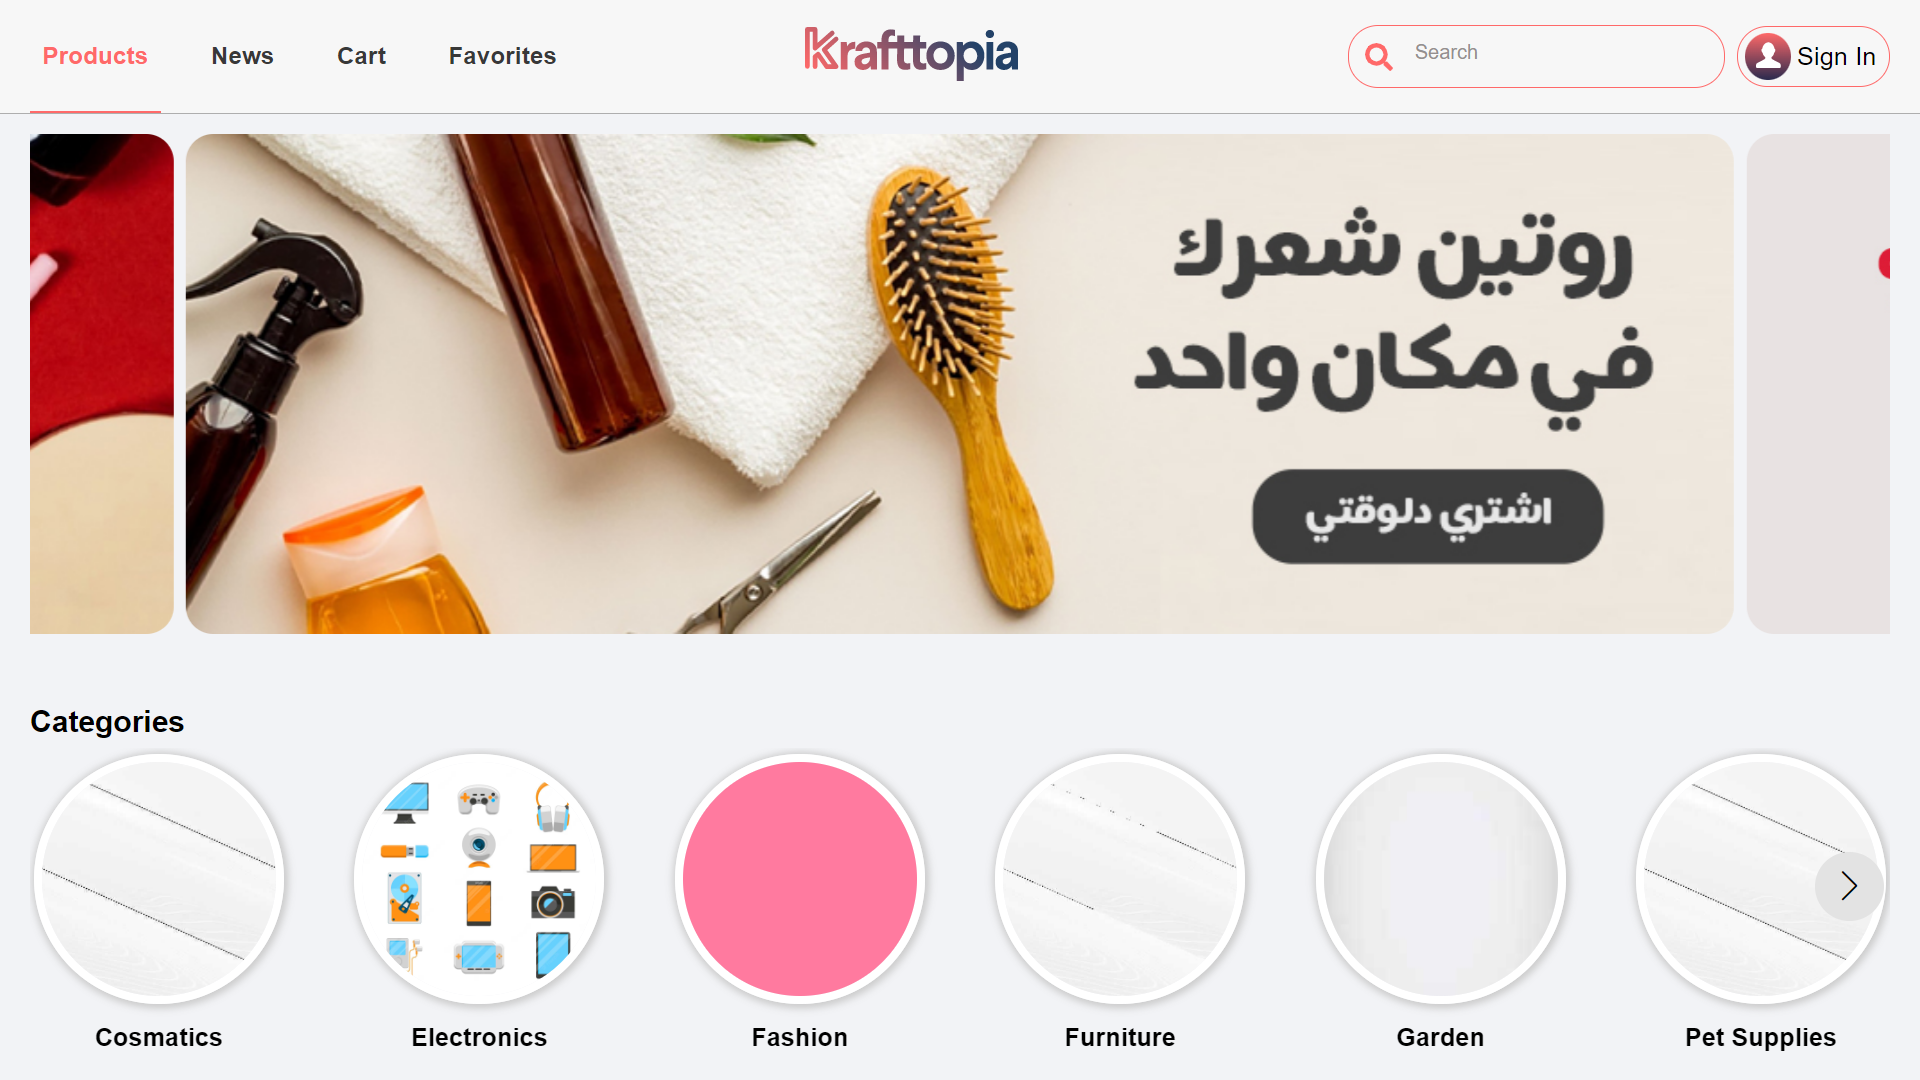 Products
News
Cart
Favorites
Krafttopia
Search
Sign In
روتين شعرك
في مكان واحد
اشتري دلوقتي
Categories
Cosmatics
Electronics
Fashion
Furniture
Garden
Pet Supplies